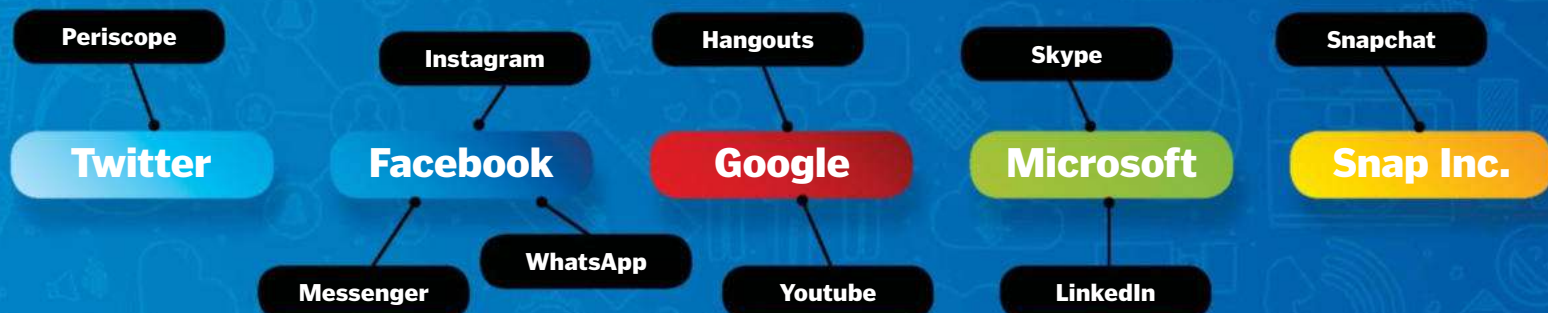 Periscope
Instagram
Hangouts
Skype
Snapchat
Twitter
Facebook
Google
Microsoft
Snap Inc.
Messenger
WhatsApp
Youtube
LinkedIn